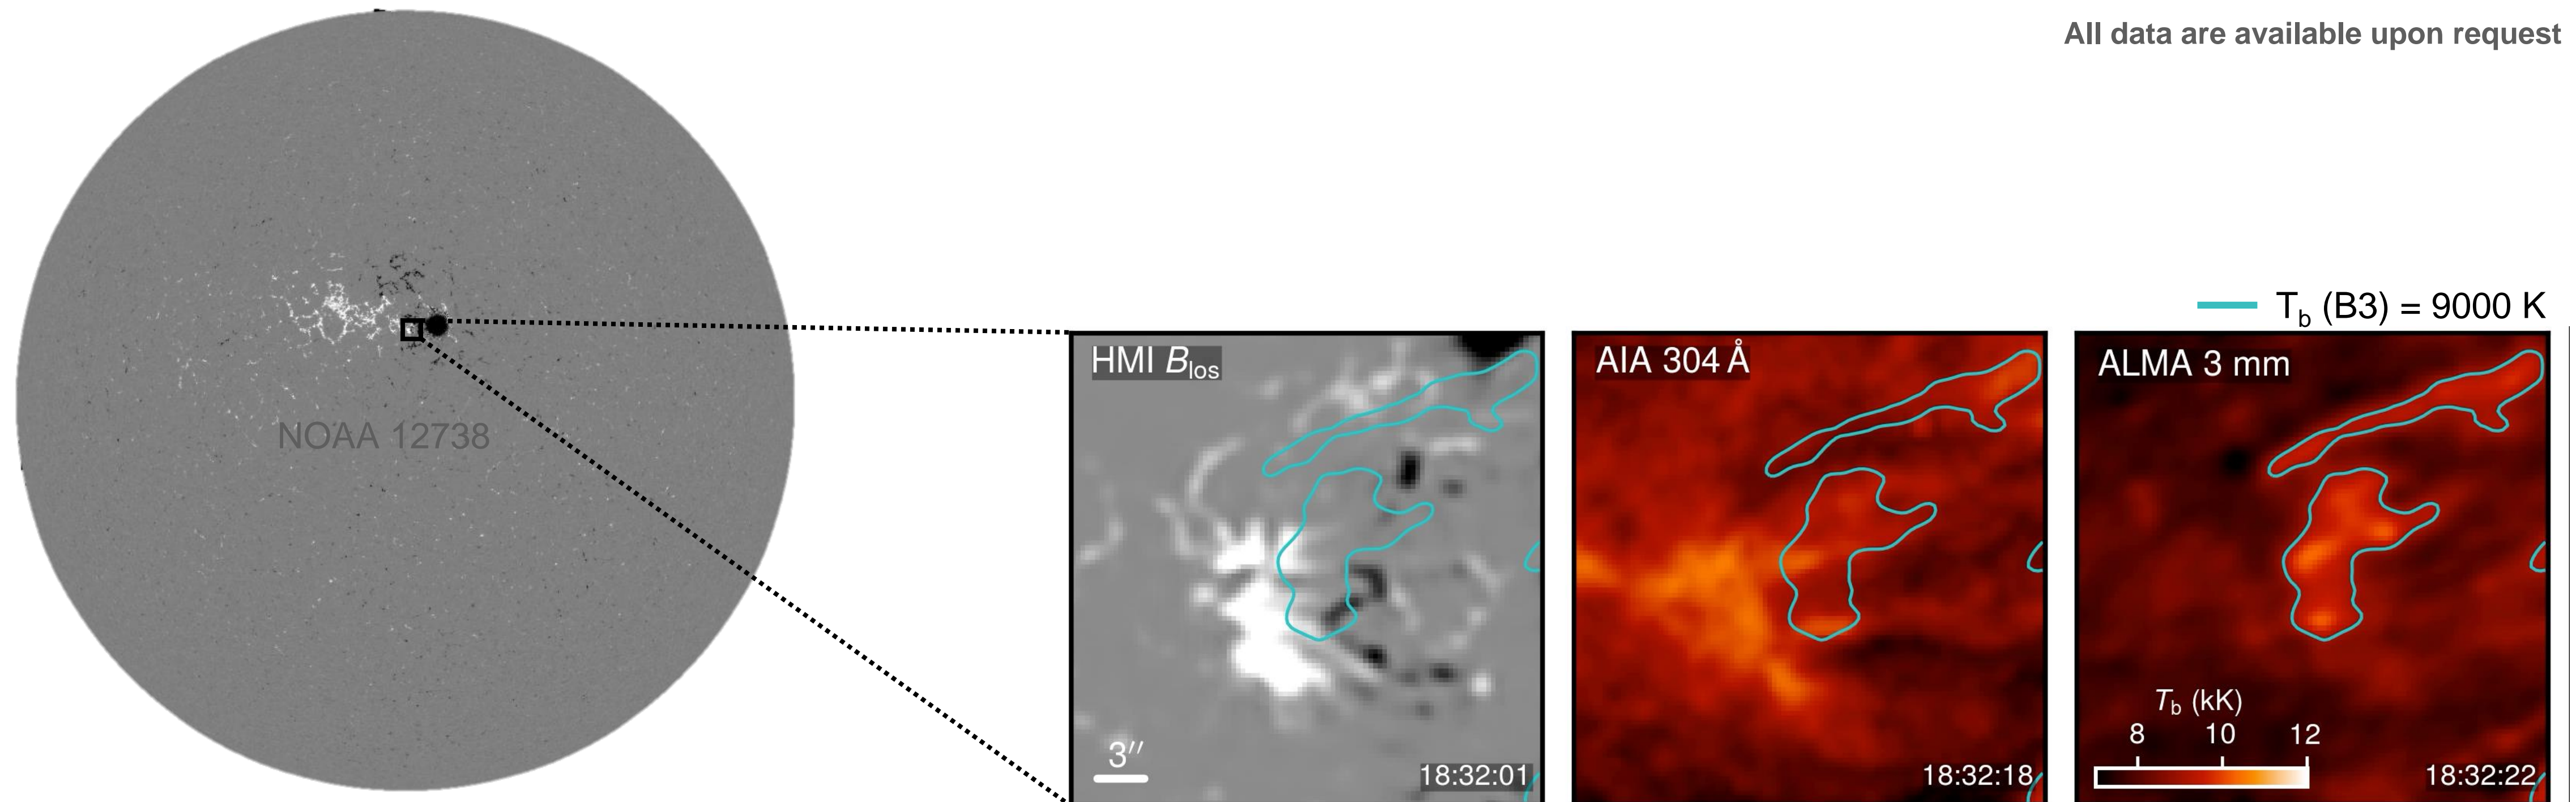 All data are available upon request
T_b (B3) = 9000 K
NOAA 12738
HMI B_los
3″
18:32:01
AIA 304 Å
18:32:18
ALMA 3 mm
T_b (kK)
8 10 12
18:32:22